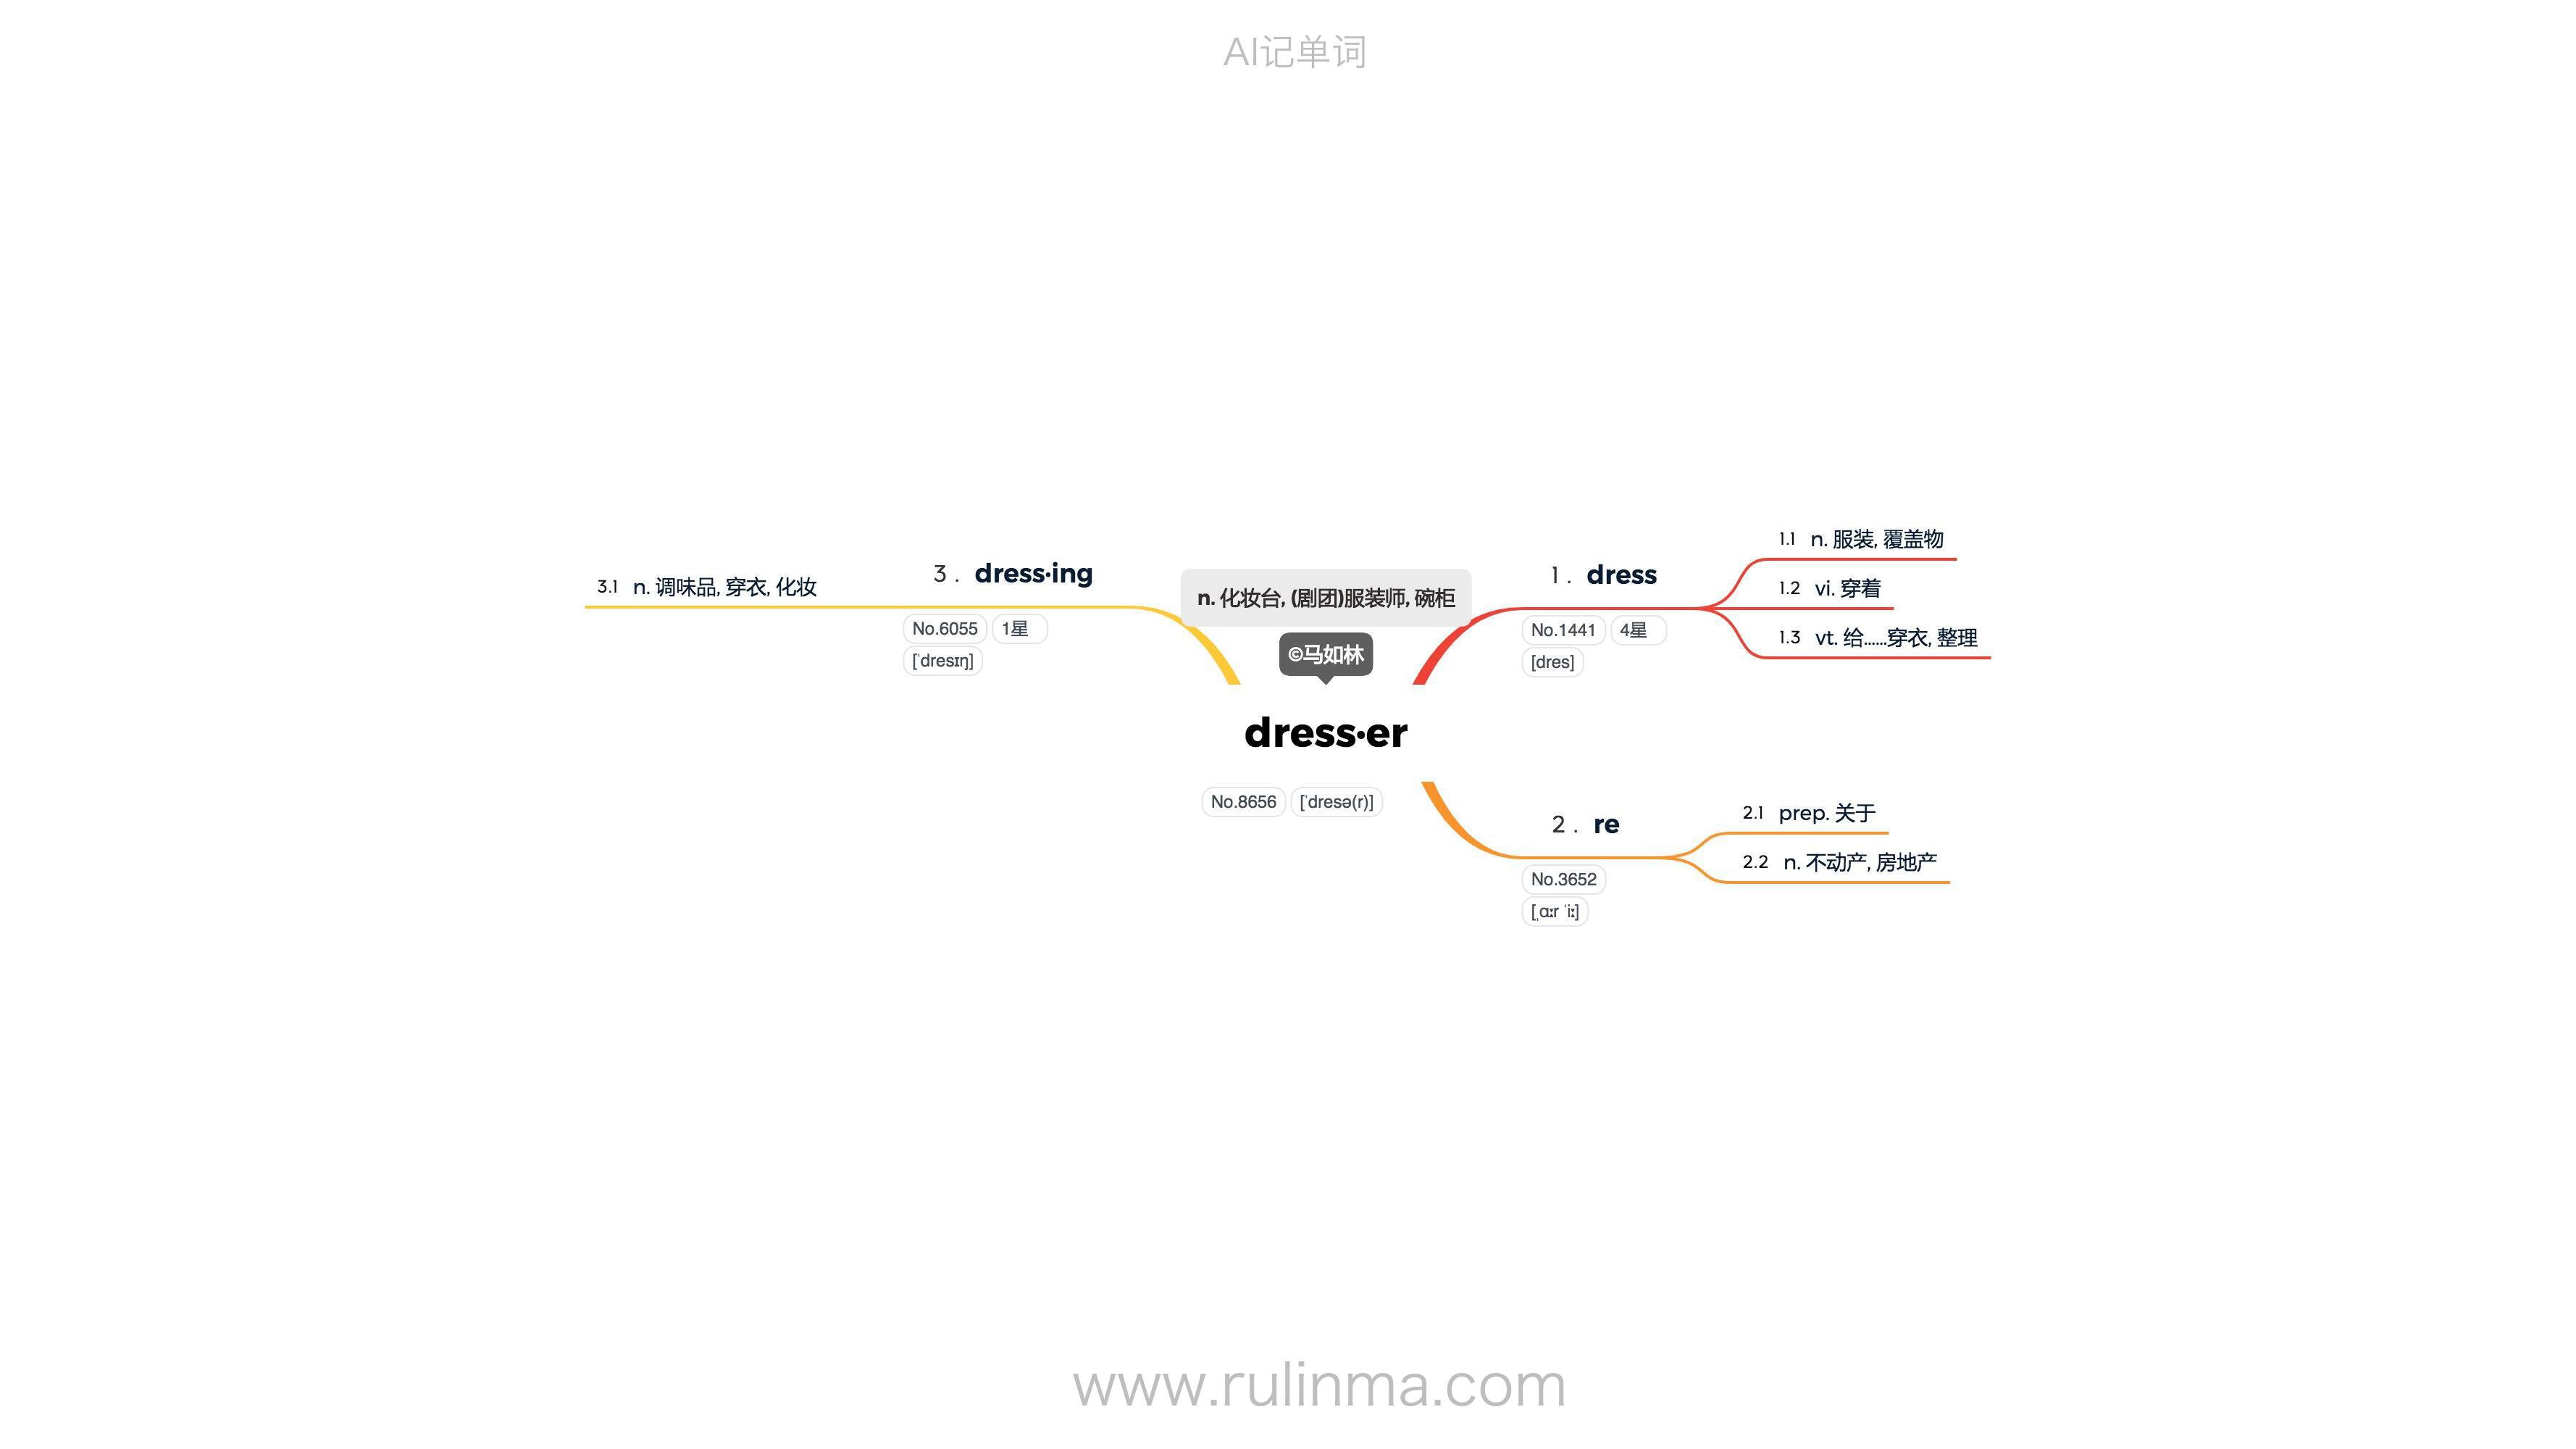 AI记单词
n. 化妆台, (剧团)服装师, 碗柜
©马如林
dress·er
No.8656 [ˈdresə(r)]
1 . dress
No.1441 4星
[dres]
1.1 n. 服装, 覆盖物
1.2 vi. 穿着
1.3 vt. 给……穿衣, 整理
2 . re
No.3652
[ˌɑːr ˈiː]
2.1 prep. 关于
2.2 n. 不动产, 房地产
3 . dress·ing
No.6055 1星
[ˈdresɪŋ]
3.1 n. 调味品, 穿衣, 化妆
www.rulinma.com